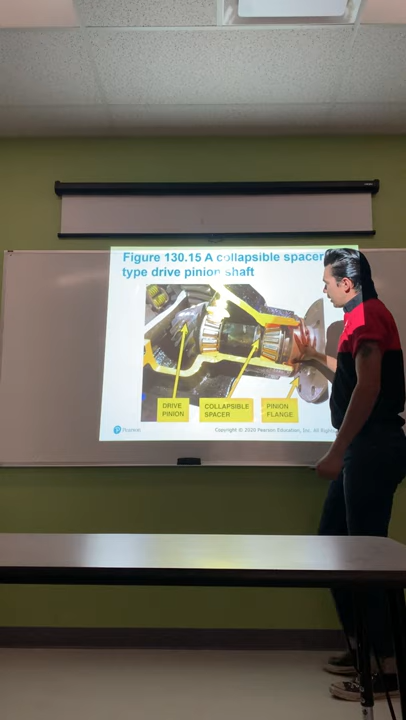 Figure 130.15 A collapsible spacer
type drive pinion shaft
DRIVE
PINION
COLLAPSIBLE
SPACER
PINION
FLANGE
Pearson
Copyright © 2020 Pearson Education, Inc. All Rights